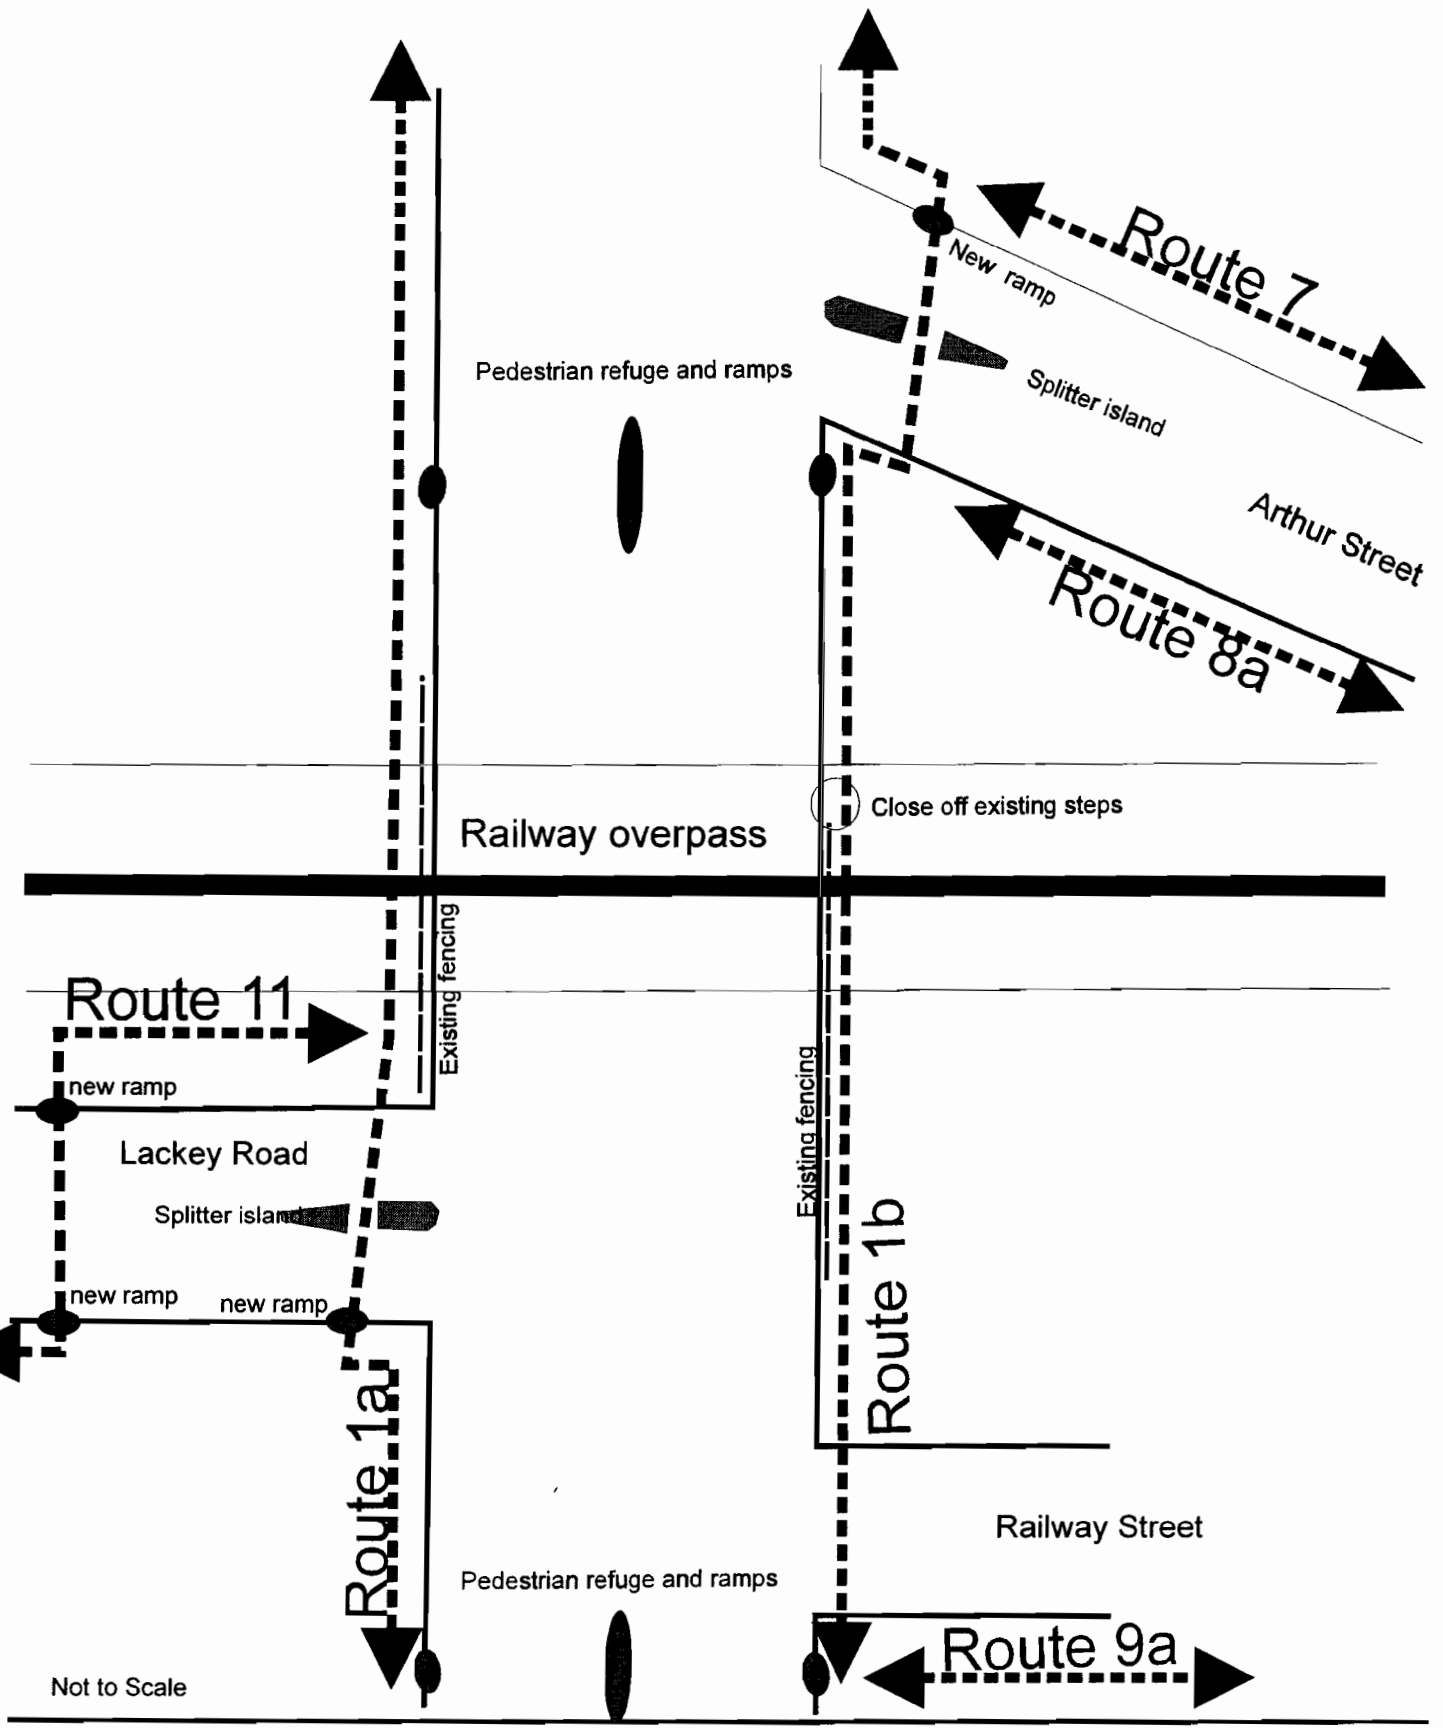 Route 7
New ramp
Pedestrian refuge and ramps
Splitter island
Arthur Street
Route 8a
Close off existing steps
Railway overpass
Existing fencing
Route 11
new ramp
Existing fencing
Lackey Road
Splitter island
Route 1b
new ramp
new ramp
Route 1a
Railway Street
Pedestrian refuge and ramps
Route 9a
Not to Scale